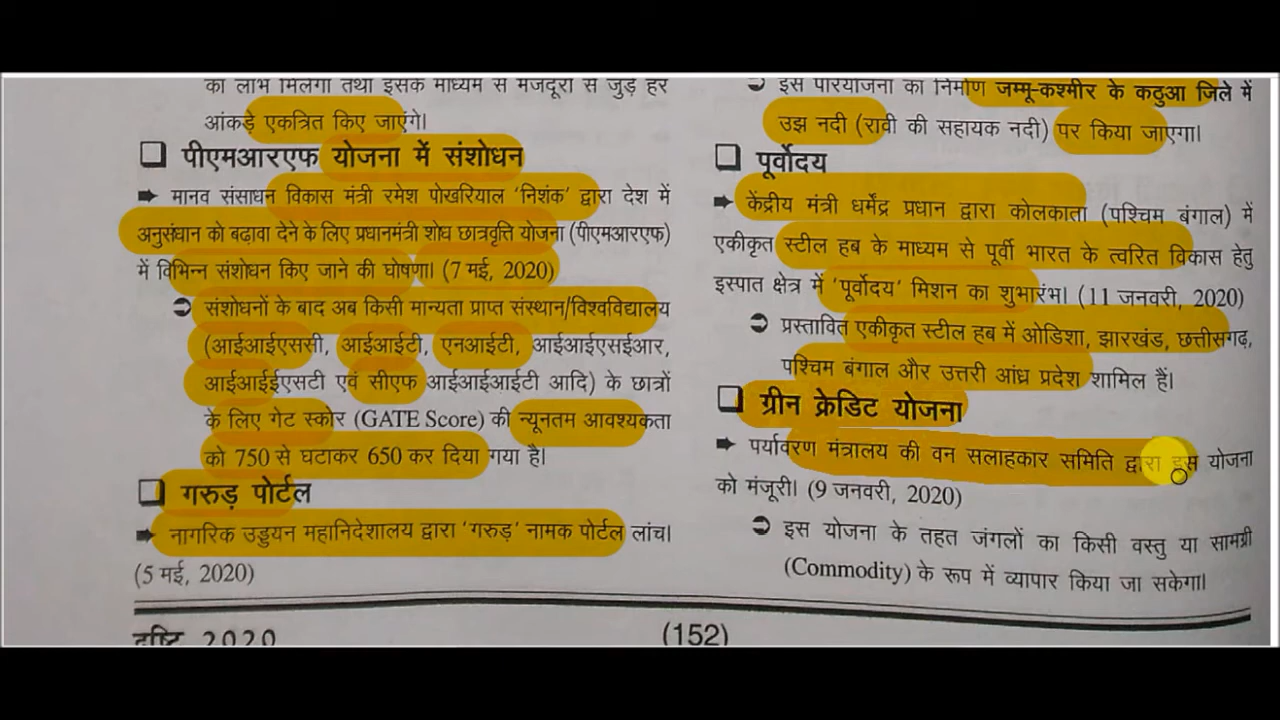 का लाभ मिलेगा तथा इसके माध्यम से मजदूरों से जुड़े हर
आंकड़े एकत्रित किए जाएंगे।
❑ पीएमआरएफ योजना में संशोधन
➡ मानव संसाधन विकास मंत्री रमेश पोखरियाल 'निशंक' द्वारा देश में
अनुसंधान को बढ़ावा देने के लिए प्रधानमंत्री शोध छात्रवृत्ति योजना (पीएमआरएफ)
में विभिन्न संशोधन किए जाने की घोषणा। (7 मई, 2020)
➲ संशोधनों के बाद अब किसी मान्यता प्राप्त संस्थान/विश्वविद्यालय
(आईआईएससी, आईआईटी, एनआईटी, आईआईएसईआर,
आईआईईएसटी एवं सीएफ आईआईआईटी आदि) के छात्रों
के लिए गेट स्कोर (GATE Score) की न्यूनतम आवश्यकता
को 750 से घटाकर 650 कर दिया गया है।
❑ गरुड़ पोर्टल
➡ नागरिक उड्डयन महानिदेशालय द्वारा 'गरुड़' नामक पोर्टल लांच।
(5 मई, 2020)
➲ इस परियोजना का निर्माण जम्मू-कश्मीर के कठुआ जिले में
उझ नदी (रावी की सहायक नदी) पर किया जाएगा।
❑ पूर्वोदय
➡ केंद्रीय मंत्री धर्मेंद्र प्रधान द्वारा कोलकाता (पश्चिम बंगाल) में
एकीकृत स्टील हब के माध्यम से पूर्वी भारत के त्वरित विकास हेतु
इस्पात क्षेत्र में 'पूर्वोदय' मिशन का शुभारंभ। (11 जनवरी, 2020)
➲ प्रस्तावित एकीकृत स्टील हब में ओडिशा, झारखंड, छत्तीसगढ़,
पश्चिम बंगाल और उत्तरी आंध्र प्रदेश शामिल हैं।
❑ ग्रीन क्रेडिट योजना
➡ पर्यावरण मंत्रालय की वन सलाहकार समिति द्वारा इस योजना
को मंजूरी। (9 जनवरी, 2020)
➲ इस योजना के तहत जंगलों का किसी वस्तु या सामग्री
(Commodity) के रूप में व्यापार किया जा सकेगा।
दृष्टि 2020
(152)